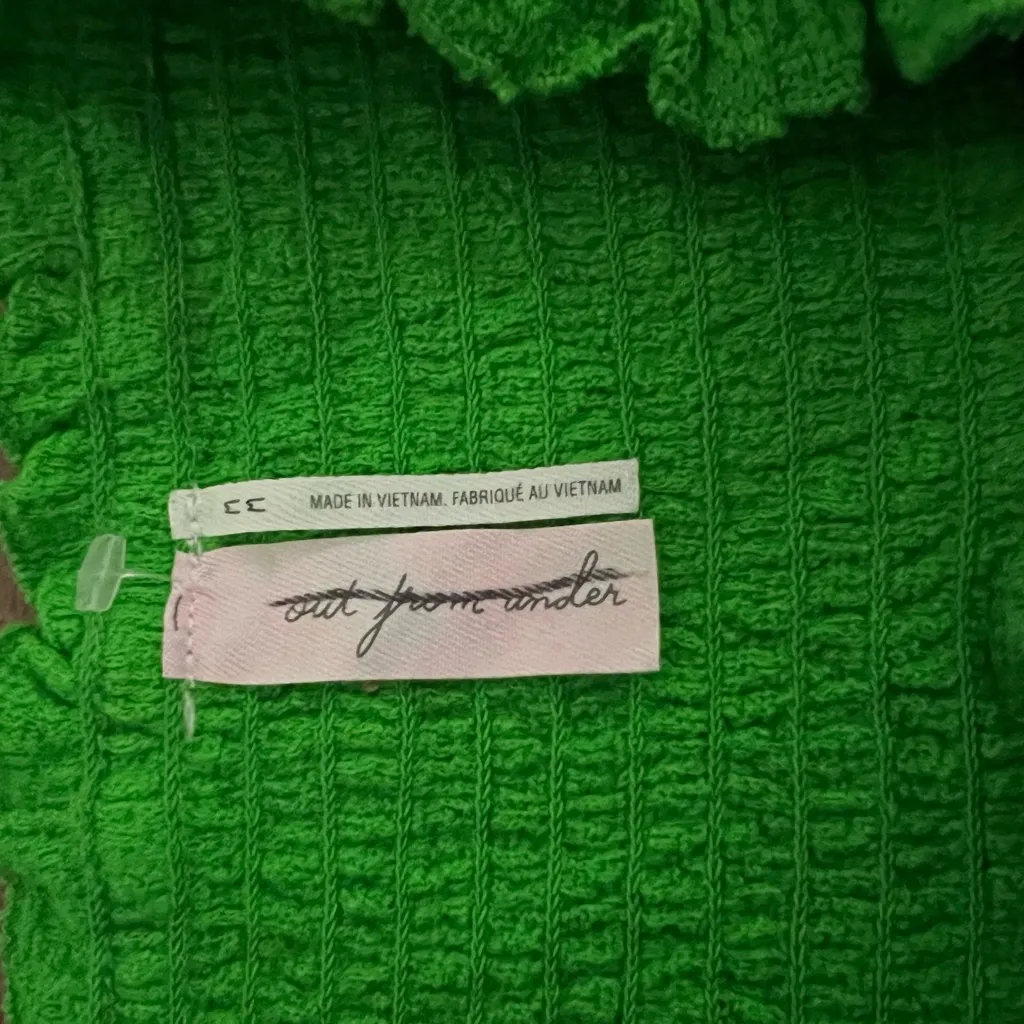 M
M
MADE IN VIETNAM. FABRIQUÉ AU VIETNAM
out from under